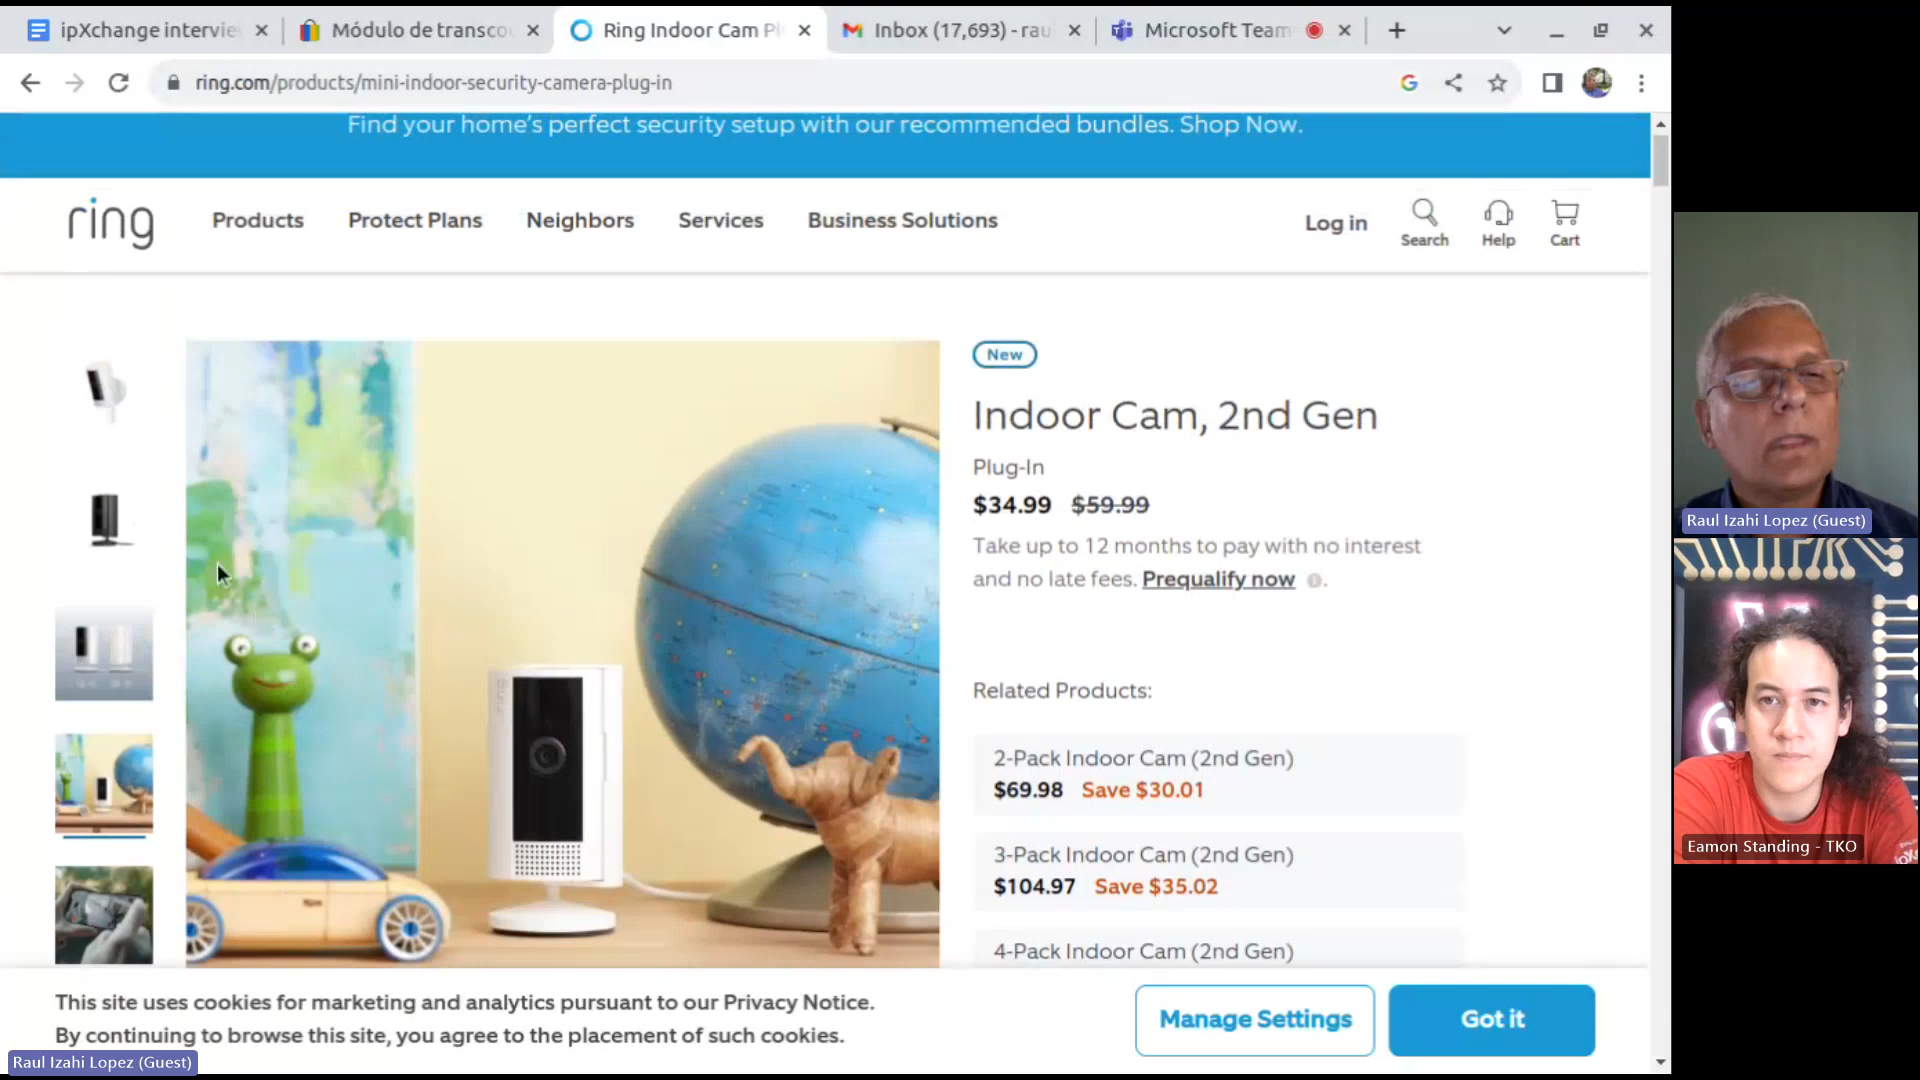 ipXchange intervie
Módulo de transco
Ring Indoor Cam Pl
Inbox (17,693) - rau
Microsoft Team
ring.com/products/mini-indoor-security-camera-plug-in
Find your home's perfect security setup with our recommended bundles. Shop Now.
ring
Products
Protect Plans
Neighbors
Services
Business Solutions
Log in
Search
Help
Cart
New
Indoor Cam, 2nd Gen
Plug-In
$34.99 $59.99
Take up to 12 months to pay with no interest
and no late fees. Prequalify now
Related Products:
2-Pack Indoor Cam (2nd Gen)
$69.98 Save $30.01
3-Pack Indoor Cam (2nd Gen)
$104.97 Save $35.02
4-Pack Indoor Cam (2nd Gen)
This site uses cookies for marketing and analytics pursuant to our Privacy Notice.
By continuing to browse this site, you agree to the placement of such cookies.
Manage Settings
Got it
Raul Izahi Lopez (Guest)
Raul Izahi Lopez (Guest)
Eamon Standing - TKO